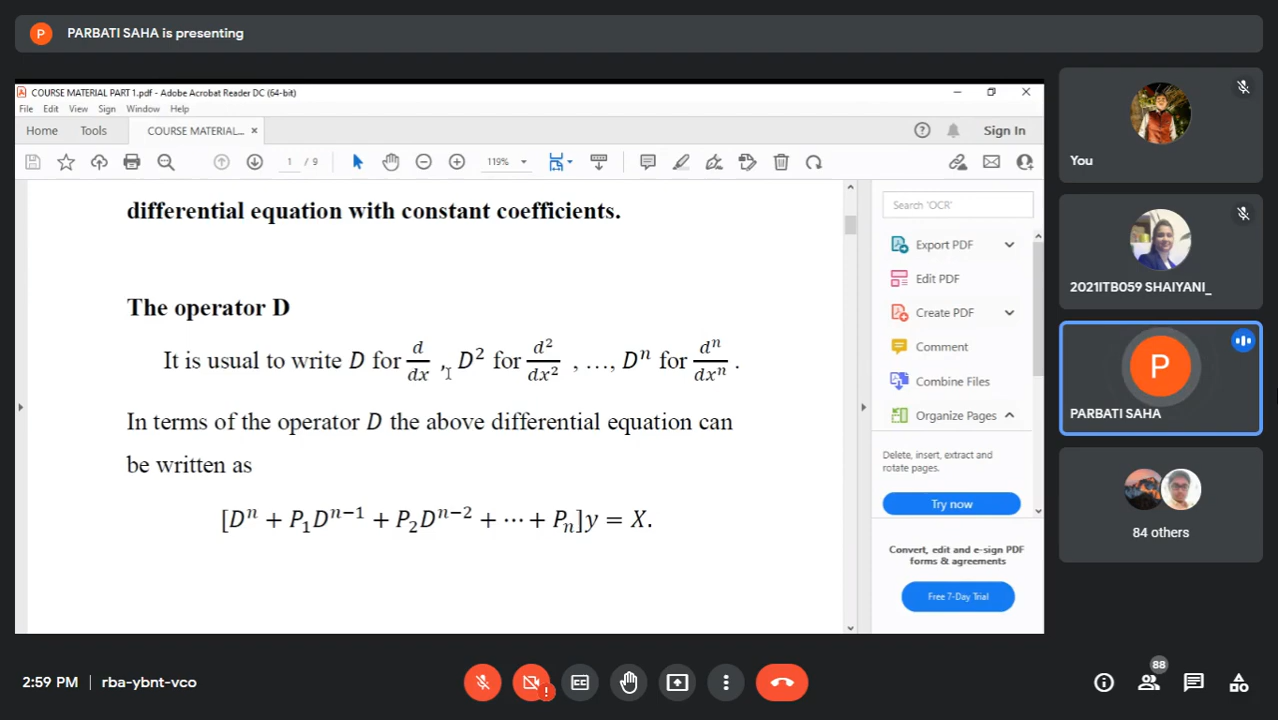 P PARBATI SAHA is presenting
COURSE MATERIAL PART 1.pdf - Adobe Acrobat Reader DC (64-bit)
File Edit View Sign Window Help
Home Tools COURSE MATERIAL... × Sign In
1 / 9 119%
differential equation with constant coefficients.
The operator D
It is usual to write D for d/dx , D² for d²/dx² , …, Dⁿ for dⁿ/dxⁿ .
In terms of the operator D the above differential equation can
be written as
[Dⁿ + P₁Dⁿ⁻¹ + P₂Dⁿ⁻² + ⋯ + Pₙ]y = X.
Search 'OCR'
Export PDF
Edit PDF
Create PDF
Comment
Combine Files
Organize Pages
Delete, insert, extract and
rotate pages.
Try now
Convert, edit and e-sign PDF
forms & agreements
Free 7-Day Trial
You
2021ITB059 SHAIYANI_
P
PARBATI SAHA
84 others
2:59 PM | rba-ybnt-vco
CC
88